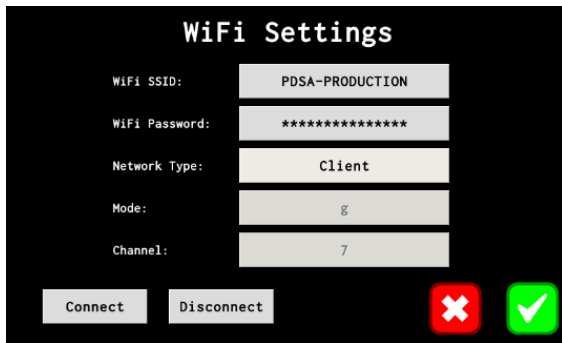 WiFi Settings
WiFi SSID: PDSA-PRODUCTION
WiFi Password: ***************
Network Type: Client
Mode: g
Channel: 7
Connect Disconnect